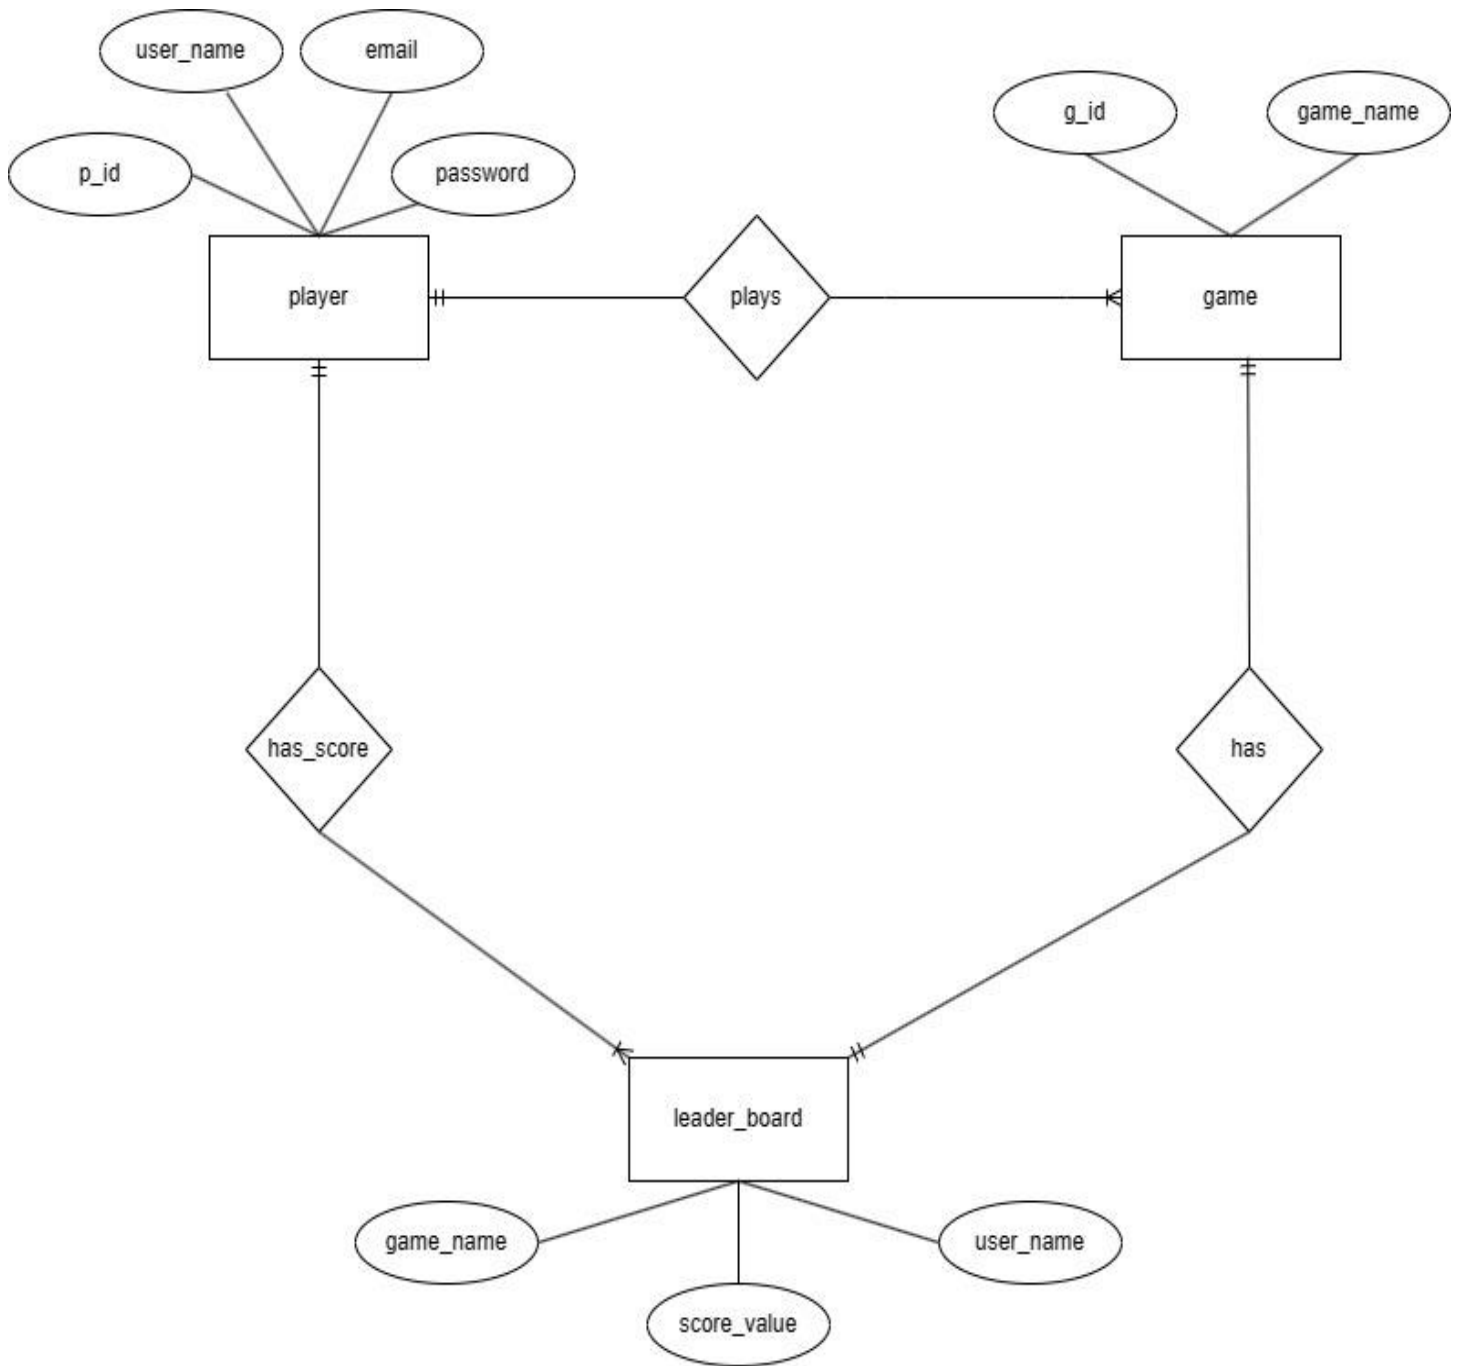 user_name
email
g_id
game_name
p_id
password
player
plays
game
has_score
has
leader_board
game_name
user_name
score_value